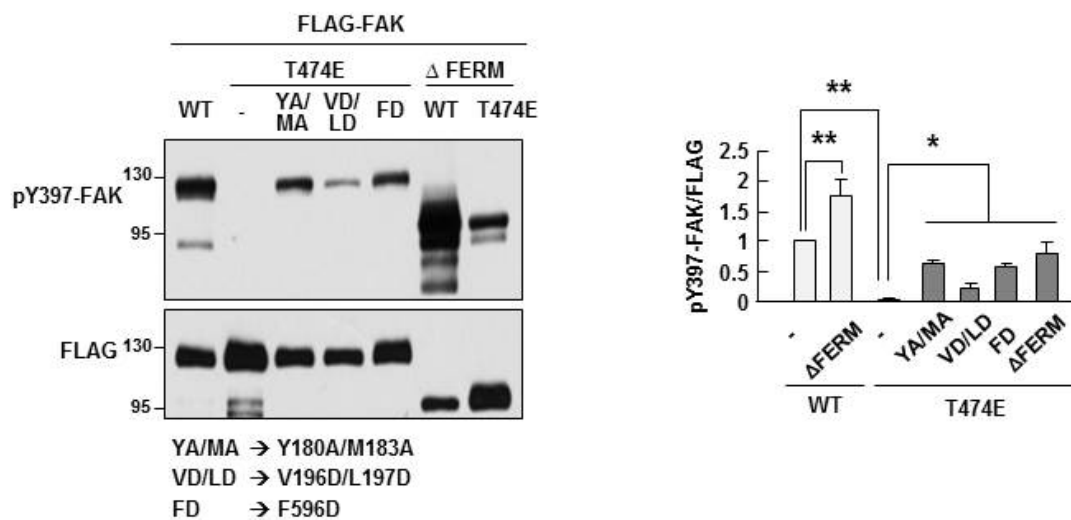 FLAG-FAK
T474E
Δ FERM
WT
-
YA/
MA
VD/
LD
FD
WT
T474E
pY397-FAK
130
95
FLAG
130
95
YA/MA → Y180A/M183A
VD/LD → V196D/L197D
FD → F596D
**
**
*
pY397-FAK/FLAG
2.5
2
1.5
1
0.5
0
-
ΔFERM
-
YA/MA
VD/LD
FD
ΔFERM
WT
T474E